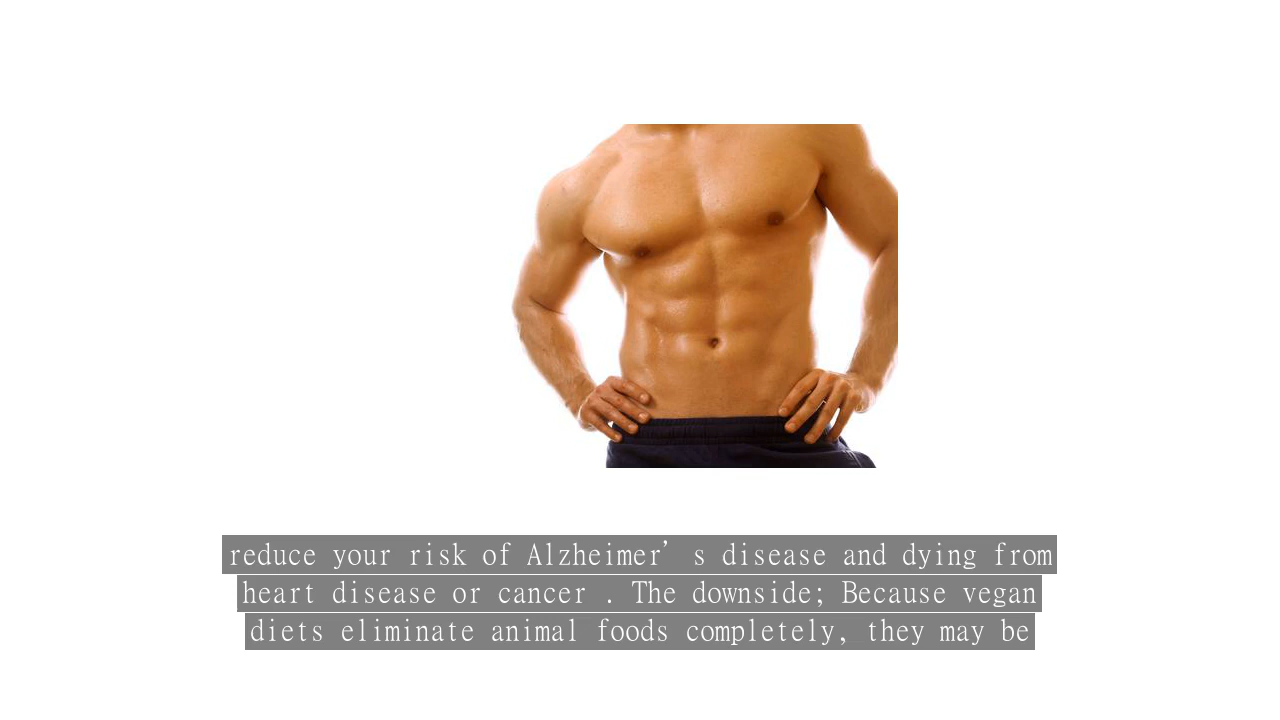 reduce your risk of Alzheimer’s disease and dying from
heart disease or cancer . The downside; Because vegan
diets eliminate animal foods completely, they may be